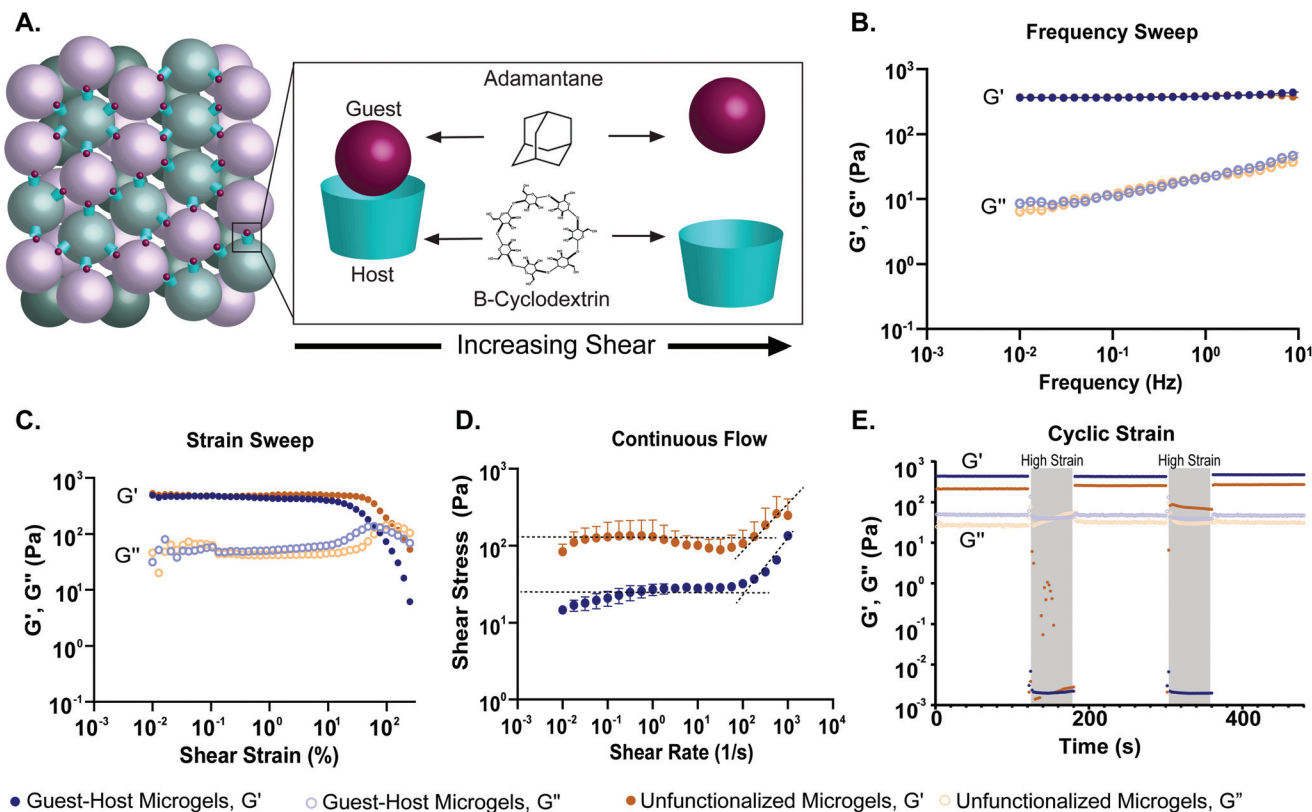 A.
Guest
Adamantane
Host
B-Cyclodextrin
Increasing Shear
B.
Frequency Sweep
G', G'' (Pa)
10³
10²
10¹
10⁰
10⁻¹
G'
G''
10⁻³ 10⁻² 10⁻¹ 10⁰ 10¹
Frequency (Hz)
C.
Strain Sweep
G', G'' (Pa)
10³
10²
10¹
10⁰
10⁻¹
G'
G''
10⁻³ 10⁻² 10⁻¹ 10⁰ 10¹ 10²
Shear Strain (%)
D.
Continuous Flow
Shear Stress (Pa)
10³
10²
10¹
10⁰
10⁻³ 10⁻² 10⁻¹ 10⁰ 10¹ 10² 10³ 10⁴
Shear Rate (1/s)
E.
Cyclic Strain
High Strain High Strain
G', G'' (Pa)
10³
10²
10¹
10⁰
10⁻¹
10⁻²
10⁻³
G'
G''
0 200 400
Time (s)
Guest-Host Microgels, G' Guest-Host Microgels, G'' Unfunctionalized Microgels, G' Unfunctionalized Microgels, G”